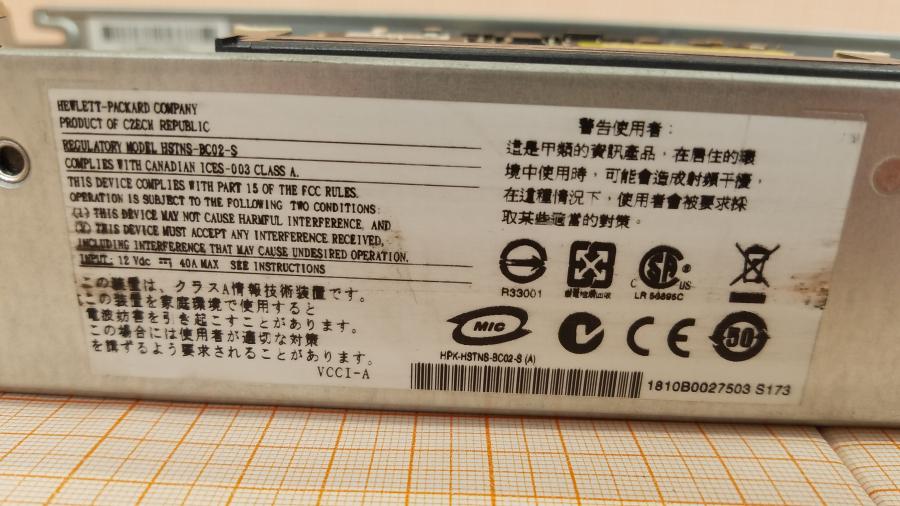 HEWLETT-PACKARD COMPANY
PRODUCT OF CZECH REPUBLIC
REGULATORY MODEL HSTNS-BC02-S
COMPLIES WITH CANADIAN ICES-003 CLASS A.
THIS DEVICE COMPLIES WITH PART 15 OF THE FCC RULES.
OPERATION IS SUBJECT TO THE FOLLOWING TWO CONDITIONS:
(1) THIS DEVICE MAY NOT CAUSE HARMFUL INTERFERENCE, AND
(2) THIS DEVICE MUST ACCEPT ANY INTERFERENCE RECEIVED,
INCLUDING INTERFERENCE THAT MAY CAUSE UNDESIRED OPERATION.
INPUT: 12 Vdc 40A MAX SEE INSTRUCTIONS
この装置は、クラスA情報技術装置です。
この装置を家庭環境で使用すると
電波妨害を引き起こすことがあります。
この場合には使用者が適切な対策
を講ずるよう要求されることがあります。
VCCI-A
警告使用者：
這是甲類的資訊產品，在居住的環
境中使用時，可能會造成射頻干擾，
在這種情況下，使用者會被要求採
取某些適當的對策。
R33001
廢電池請回收
C SA ®
LR 56895C
MIC
HPK-HSTNS-BC02-S (A)
CE
50
1810B0027503 S173